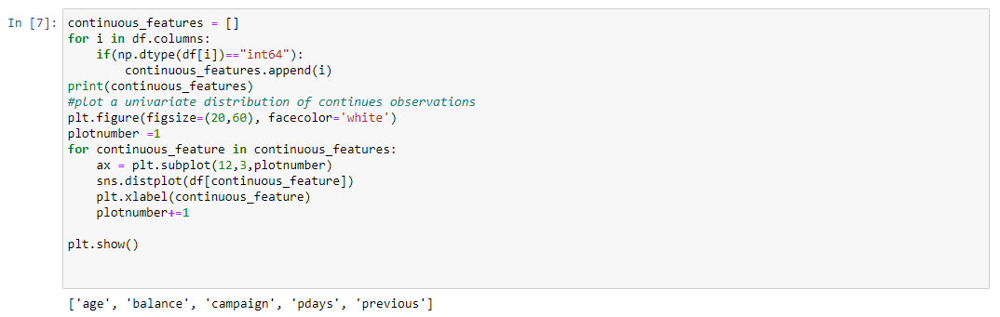 In [7]: continuous_features = []
for i in df.columns:
    if(np.dtype(df[i])=="int64"):
        continuous_features.append(i)
print(continuous_features)
#plot a univariate distribution of continues observations
plt.figure(figsize=(20,60), facecolor='white')
plotnumber =1
for continuous_feature in continuous_features:
    ax = plt.subplot(12,3,plotnumber)
    sns.distplot(df[continuous_feature])
    plt.xlabel(continuous_feature)
    plotnumber+=1
plt.show()
['age', 'balance', 'campaign', 'pdays', 'previous']